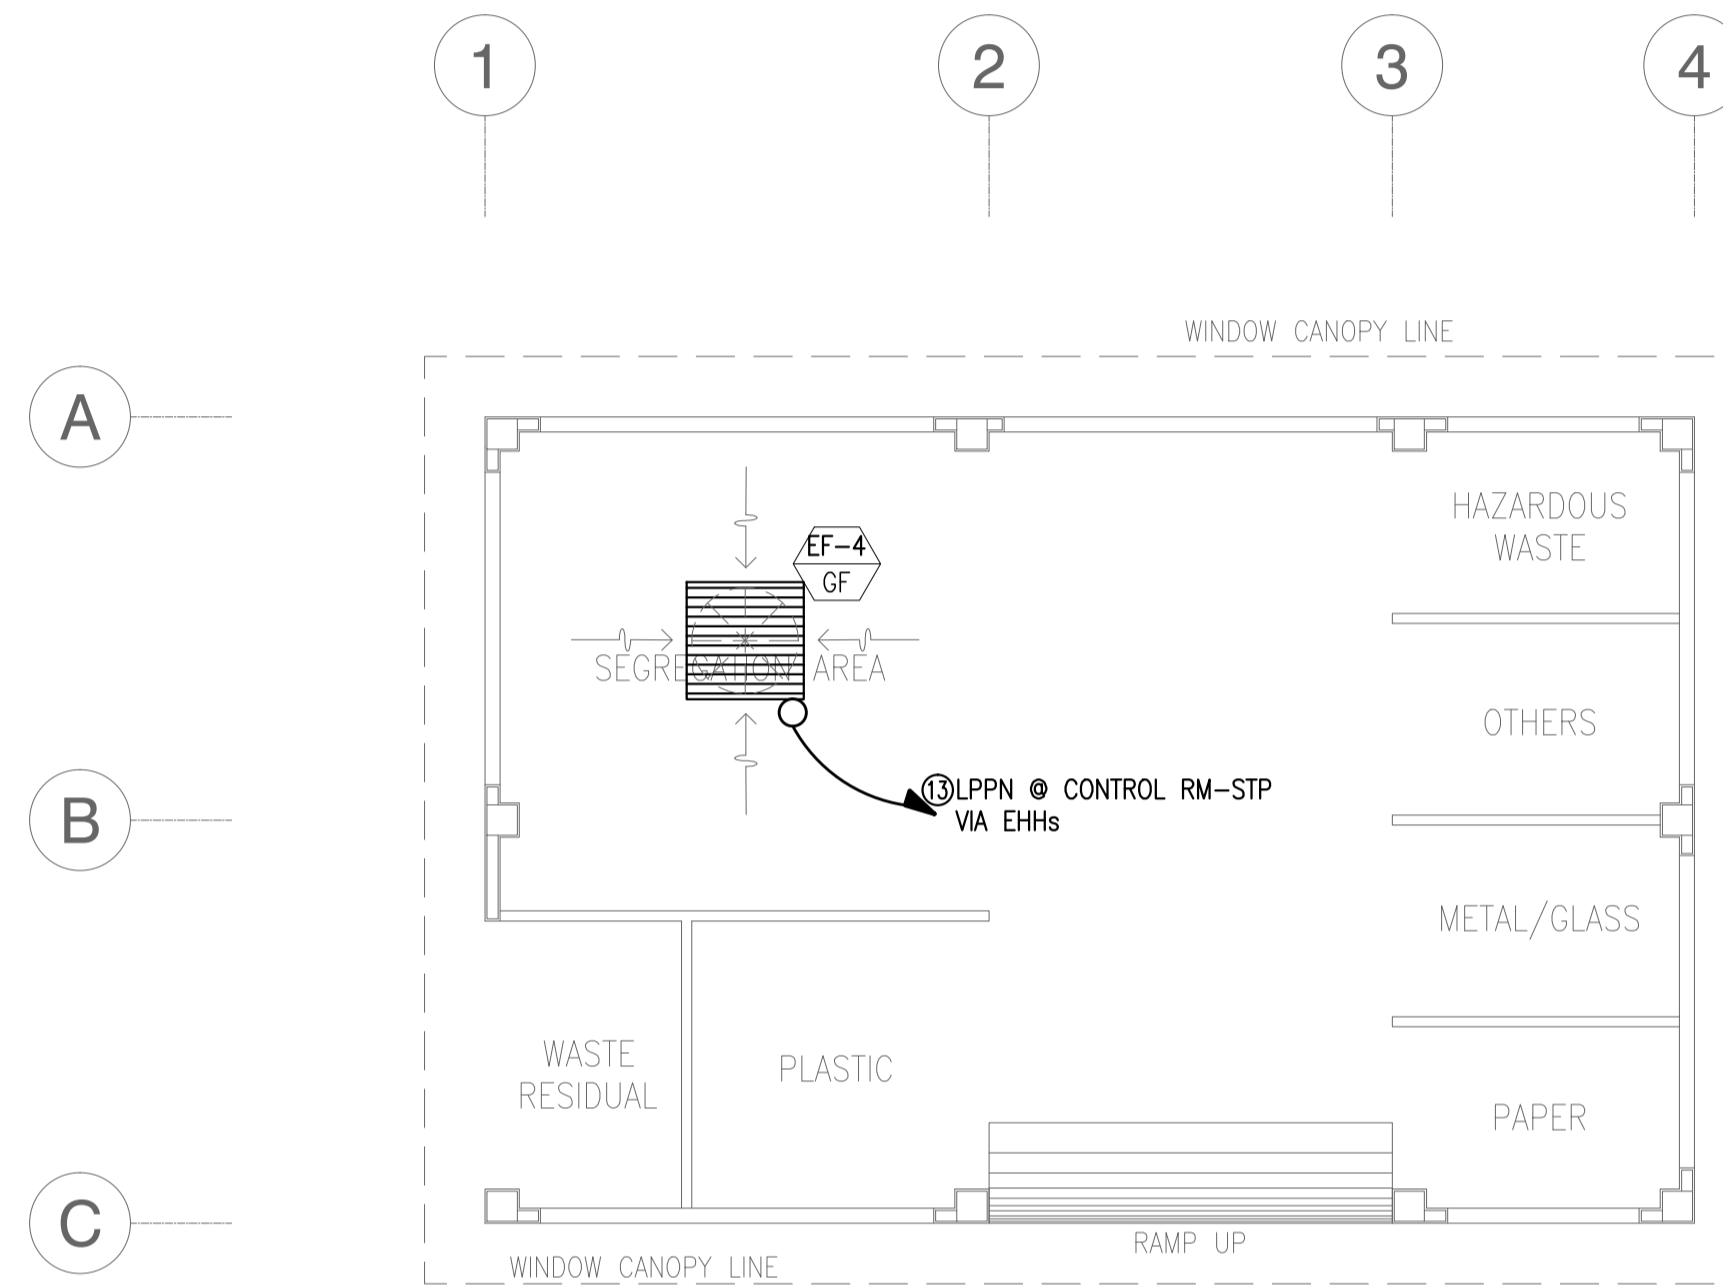 1
2
3
4
WINDOW CANOPY LINE
A
HAZARDOUS
WASTE
EF-4
GF
SEGREGATION AREA
OTHERS
13 LPPN @ CONTROL RM-STP
VIA EHHs
B
METAL/GLASS
WASTE
RESIDUAL
PLASTIC
PAPER
C
RAMP UP
WINDOW CANOPY LINE